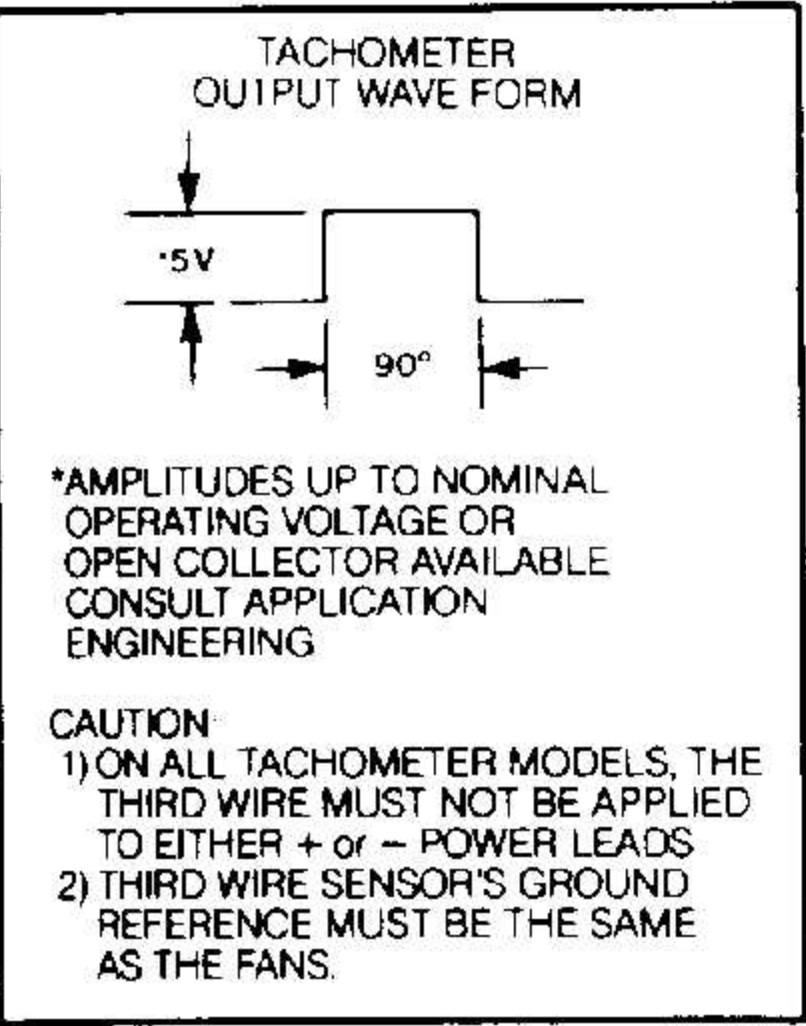 TACHOMETER
OUTPUT WAVE FORM
*5V
90°
*AMPLITUDES UP TO NOMINAL
OPERATING VOLTAGE OR
OPEN COLLECTOR AVAILABLE
CONSULT APPLICATION
ENGINEERING
CAUTION
1) ON ALL TACHOMETER MODELS, THE
THIRD WIRE MUST NOT BE APPLIED
TO EITHER + or − POWER LEADS
2) THIRD WIRE SENSOR'S GROUND
REFERENCE MUST BE THE SAME
AS THE FANS.